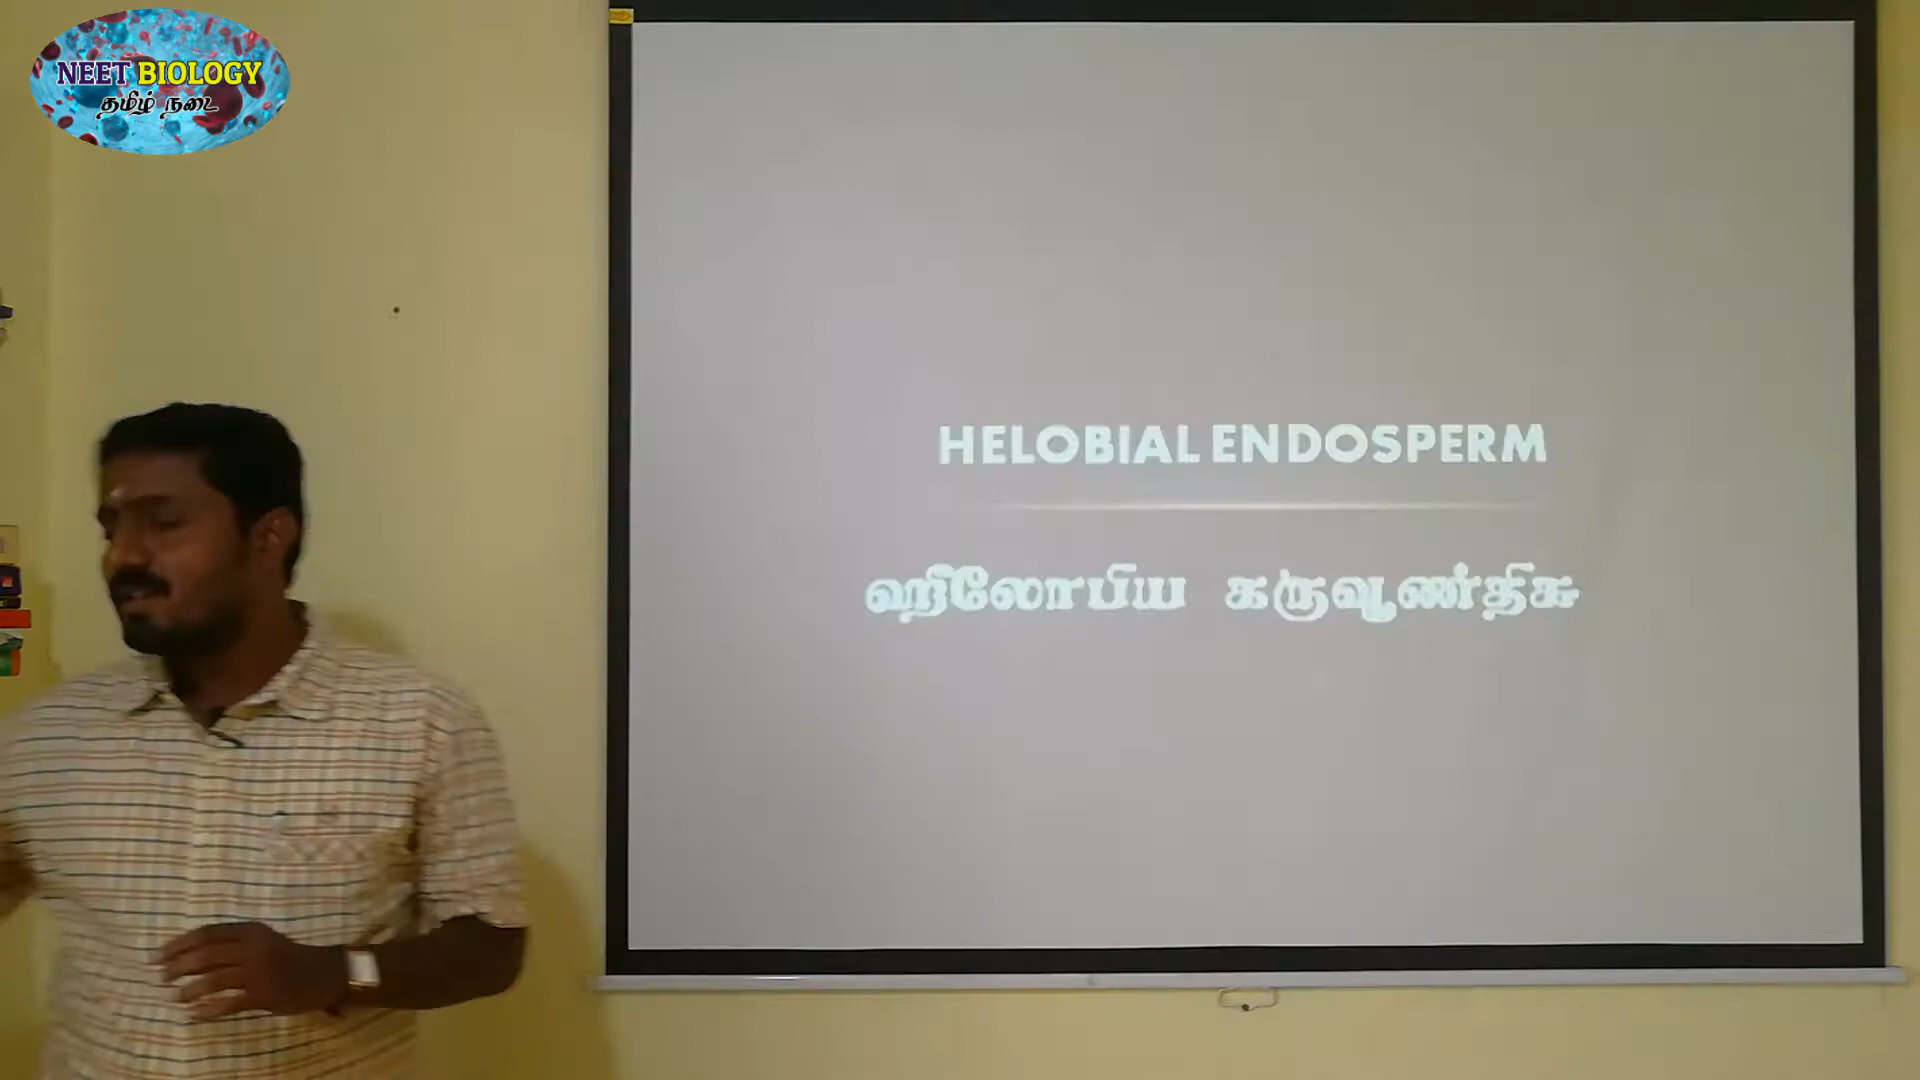 NEET BIOLOGY
தமிழ் நடை
HELOBIAL ENDOSPERM
ஹீலோபிய கருவூண்திசு